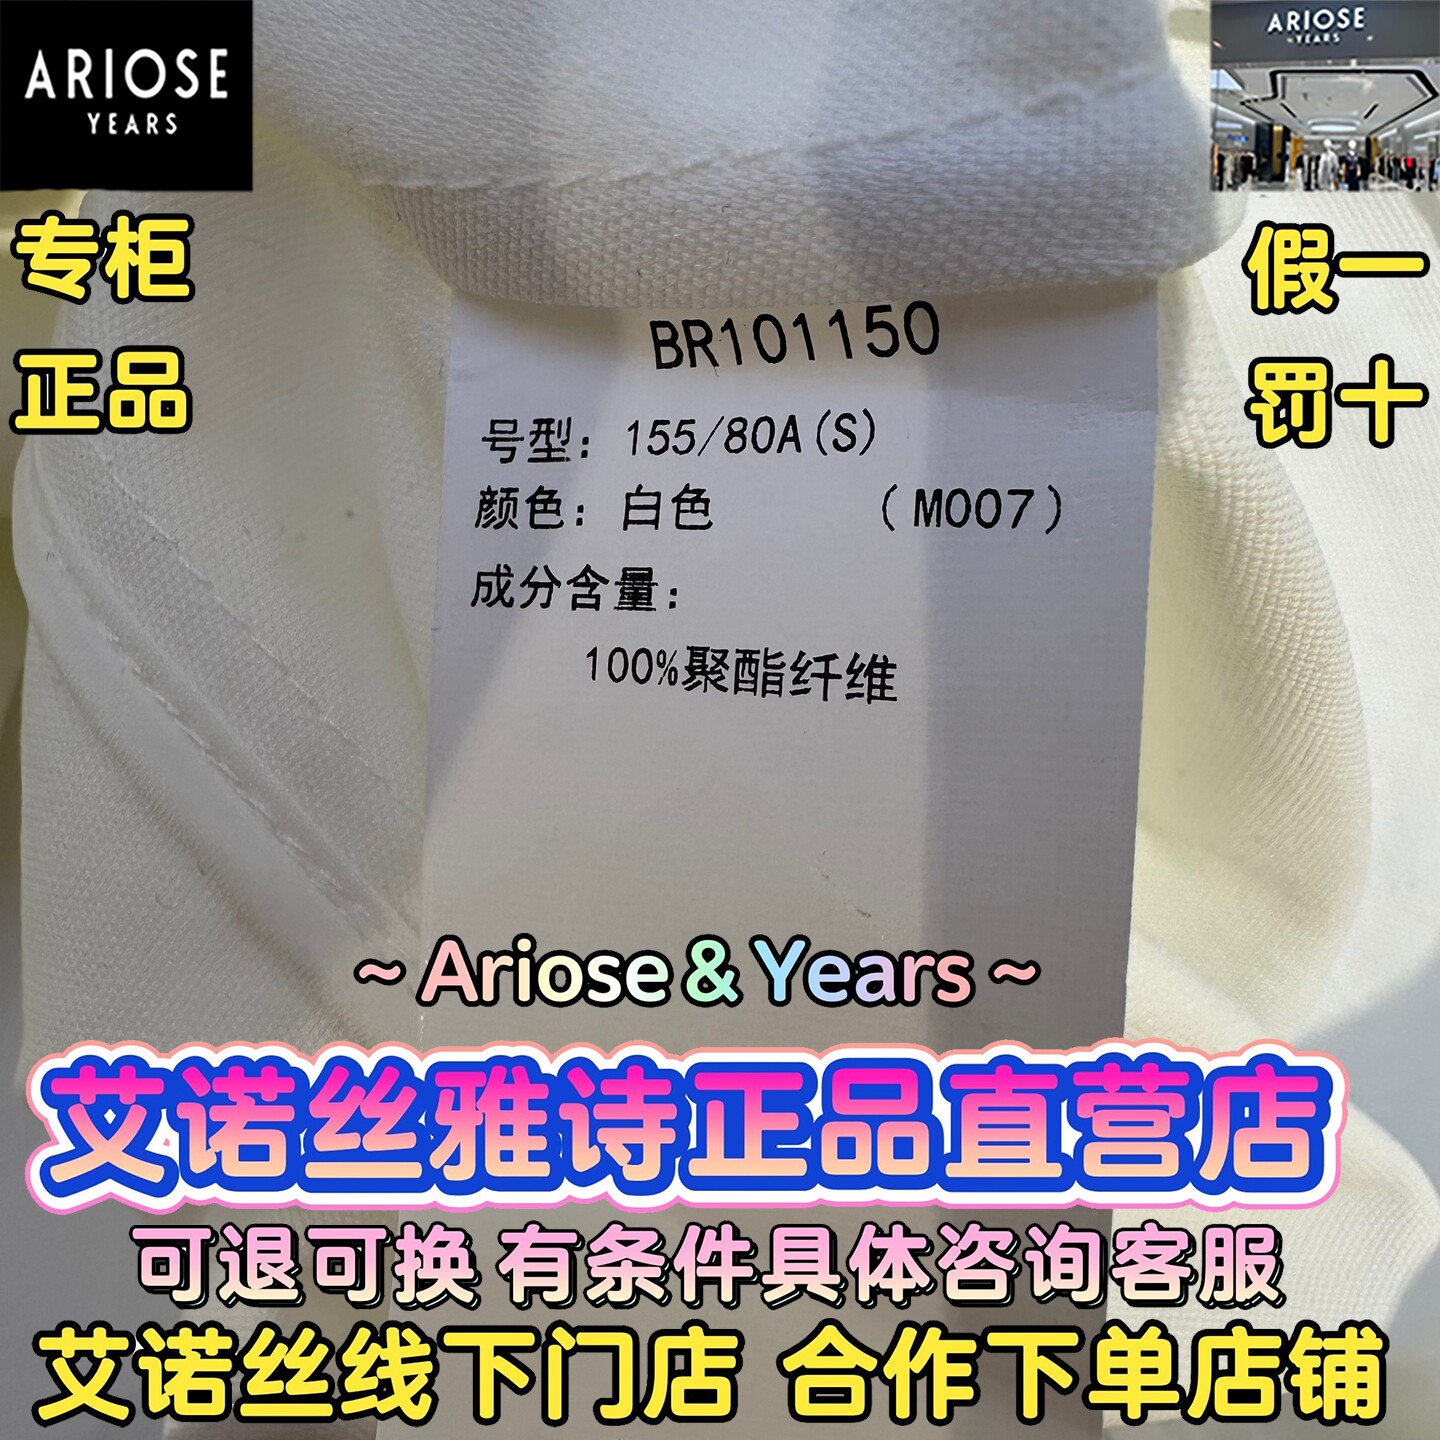 ARIOSE
YEARS
ARIOSE
YEARS
专柜
正品
假一
罚十
BR101150
号型：155/80A(S)
颜色：白色 (M007)
成分含量：
100%聚酯纤维
~ Ariose & Years ~
艾诺丝雅诗正品直营店
可退可换 有条件具体咨询客服
艾诺丝线下门店 合作下单店铺